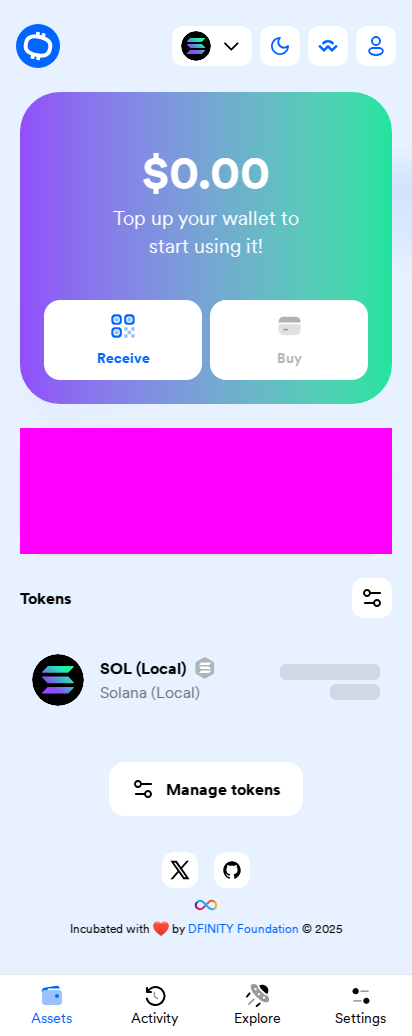 $0.00
Top up your wallet to
start using it!
Receive
Buy
Tokens
SOL (Local)
Solana (Local)
Manage tokens
Incubated with ❤️ by DFINITY Foundation © 2025
Assets
Activity
Explore
Settings